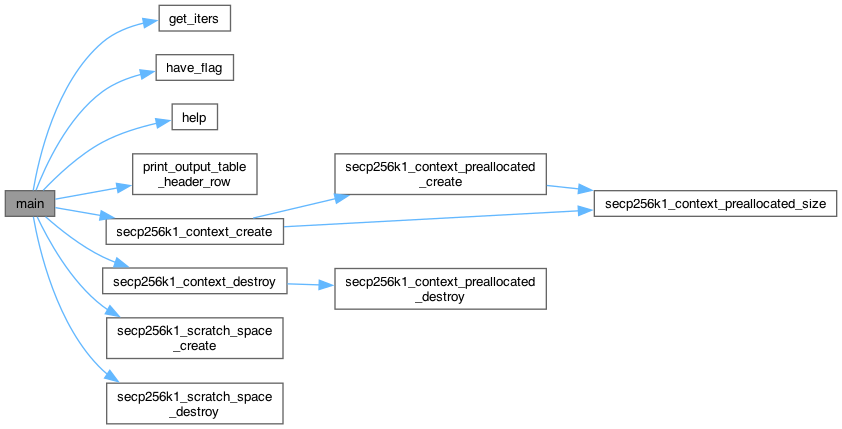 get_iters
have_flag
help
print_output_table
_header_row
main
secp256k1_context_create
secp256k1_context_preallocated
_create
secp256k1_context_preallocated_size
secp256k1_context_destroy
secp256k1_context_preallocated
_destroy
secp256k1_scratch_space
_create
secp256k1_scratch_space
_destroy